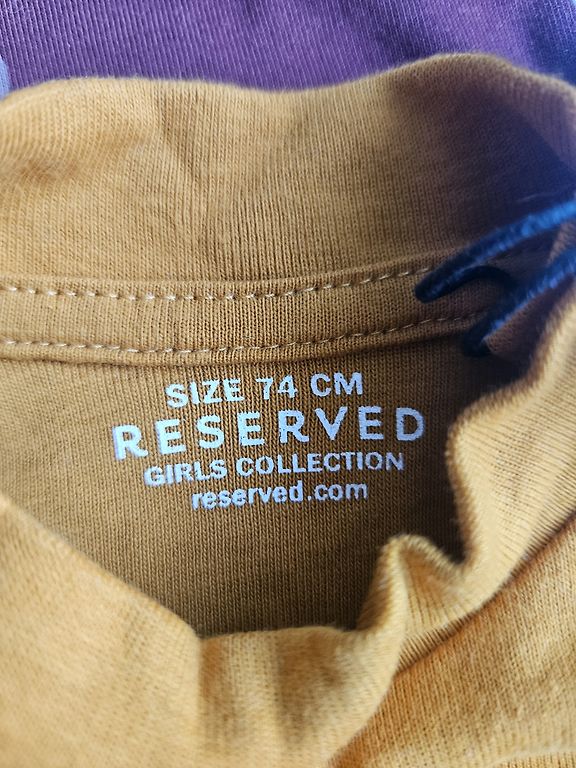 SIZE 74 CM
RESERVED
GIRLS COLLECTION
reserved.com